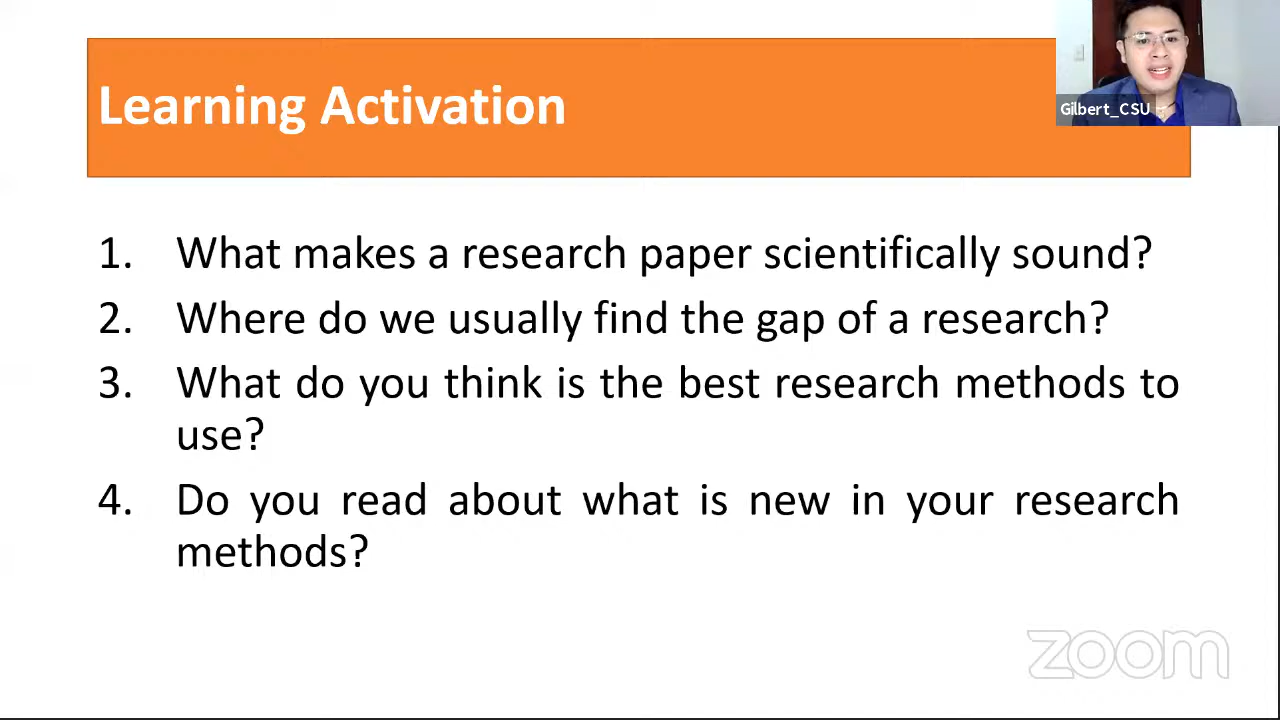 Learning Activation
Gilbert_CSU
1. What makes a research paper scientifically sound?
2. Where do we usually find the gap of a research?
3. What do you think is the best research methods to
use?
4. Do you read about what is new in your research
methods?
zoom